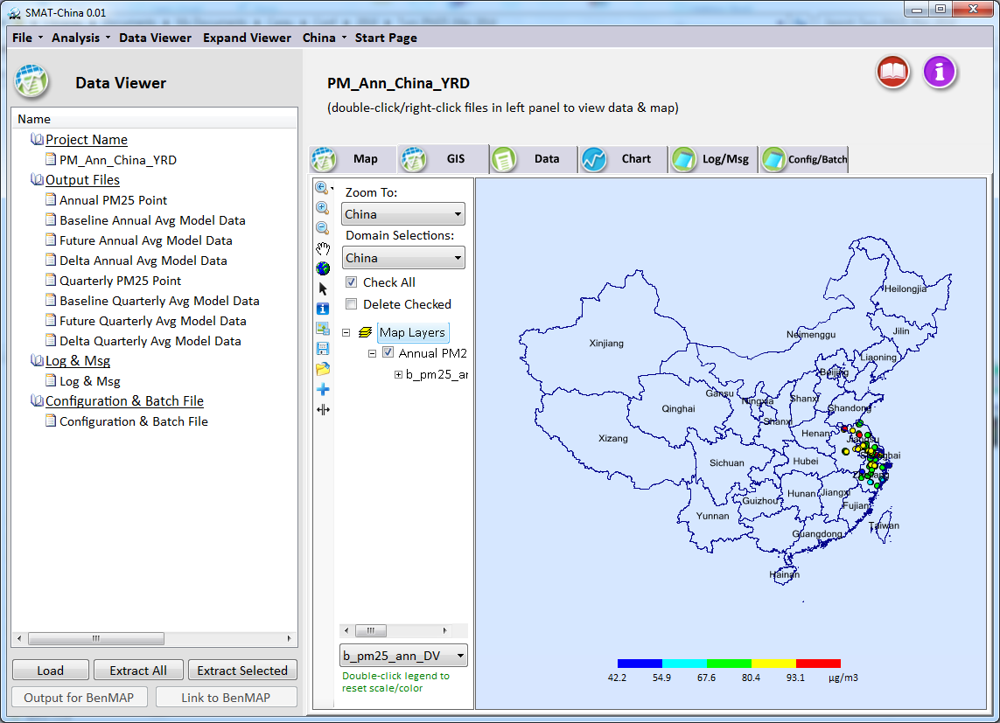 SMAT-China 0.01
File Analysis Data Viewer Expand Viewer China Start Page
Data Viewer
Name
Project Name
PM_Ann_China_YRD
Output Files
Annual PM25 Point
Baseline Annual Avg Model Data
Future Annual Avg Model Data
Delta Annual Avg Model Data
Quarterly PM25 Point
Baseline Quarterly Avg Model Data
Future Quarterly Avg Model Data
Delta Quarterly Avg Model Data
Log & Msg
Log & Msg
Configuration & Batch File
Configuration & Batch File
Load Extract All Extract Selected
Output for BenMAP Link to BenMAP
PM_Ann_China_YRD
(double-click/right-click files in left panel to view data & map)
i
Map GIS Data Chart Log/Msg Config/Batch
Zoom To:
China
Domain Selections:
China
Check All
Delete Checked
Map Layers
Annual PM2
b_pm25_an
b_pm25_ann_DV
Double-click legend to
reset scale/color
Heilongjia
Jilin
Neimenggu
Xinjiang
Liaoning
Beijing
Gansu
Ningxia
Shanxi
Shandong
Qinghai
Shanxi
Henan
Jiangsu
Xizang
Shanghai
Sichuan
Hubei
Zhejiang
Hunan
Jiangxi
Guizhou
Fujian
Yunnan
Taiwan
Guangdong
Hainan
42.2 54.9 67.6 80.4 93.1 µg/m3